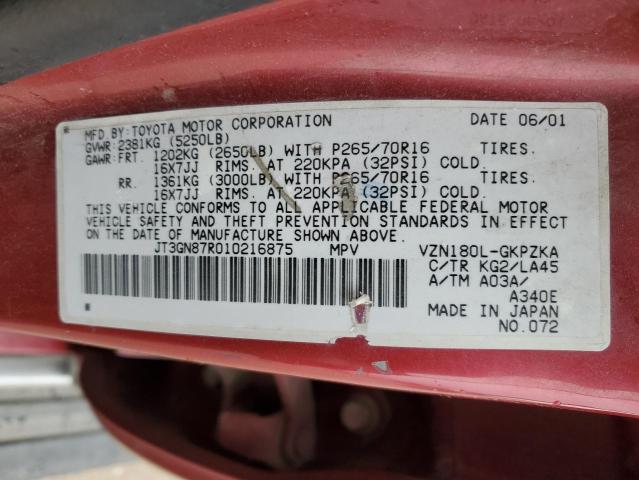 MFD. BY: TOYOTA MOTOR CORPORATION DATE 06/01
GVWR: 2381KG (5250LB)
GAWR: FRT. 1202KG (2650LB) WITH P265/70R16 TIRES.
16X7JJ RIMS. AT 220KPA (32PSI) COLD.
RR. 1361KG (3000LB) WITH P265/70R16 TIRES.
16X7JJ RIMS. AT 220KPA (32PSI) COLD.
THIS VEHICLE CONFORMS TO ALL APPLICABLE FEDERAL MOTOR
VEHICLE SAFETY AND THEFT PREVENTION STANDARDS IN EFFECT
ON THE DATE OF MANUFACTURE SHOWN ABOVE.
JT3GN87R010216875 MPV VZN180L-GKPZKA
C/TR KG2/LA45
A/TM A03A/
A340E
MADE IN JAPAN
NO.072